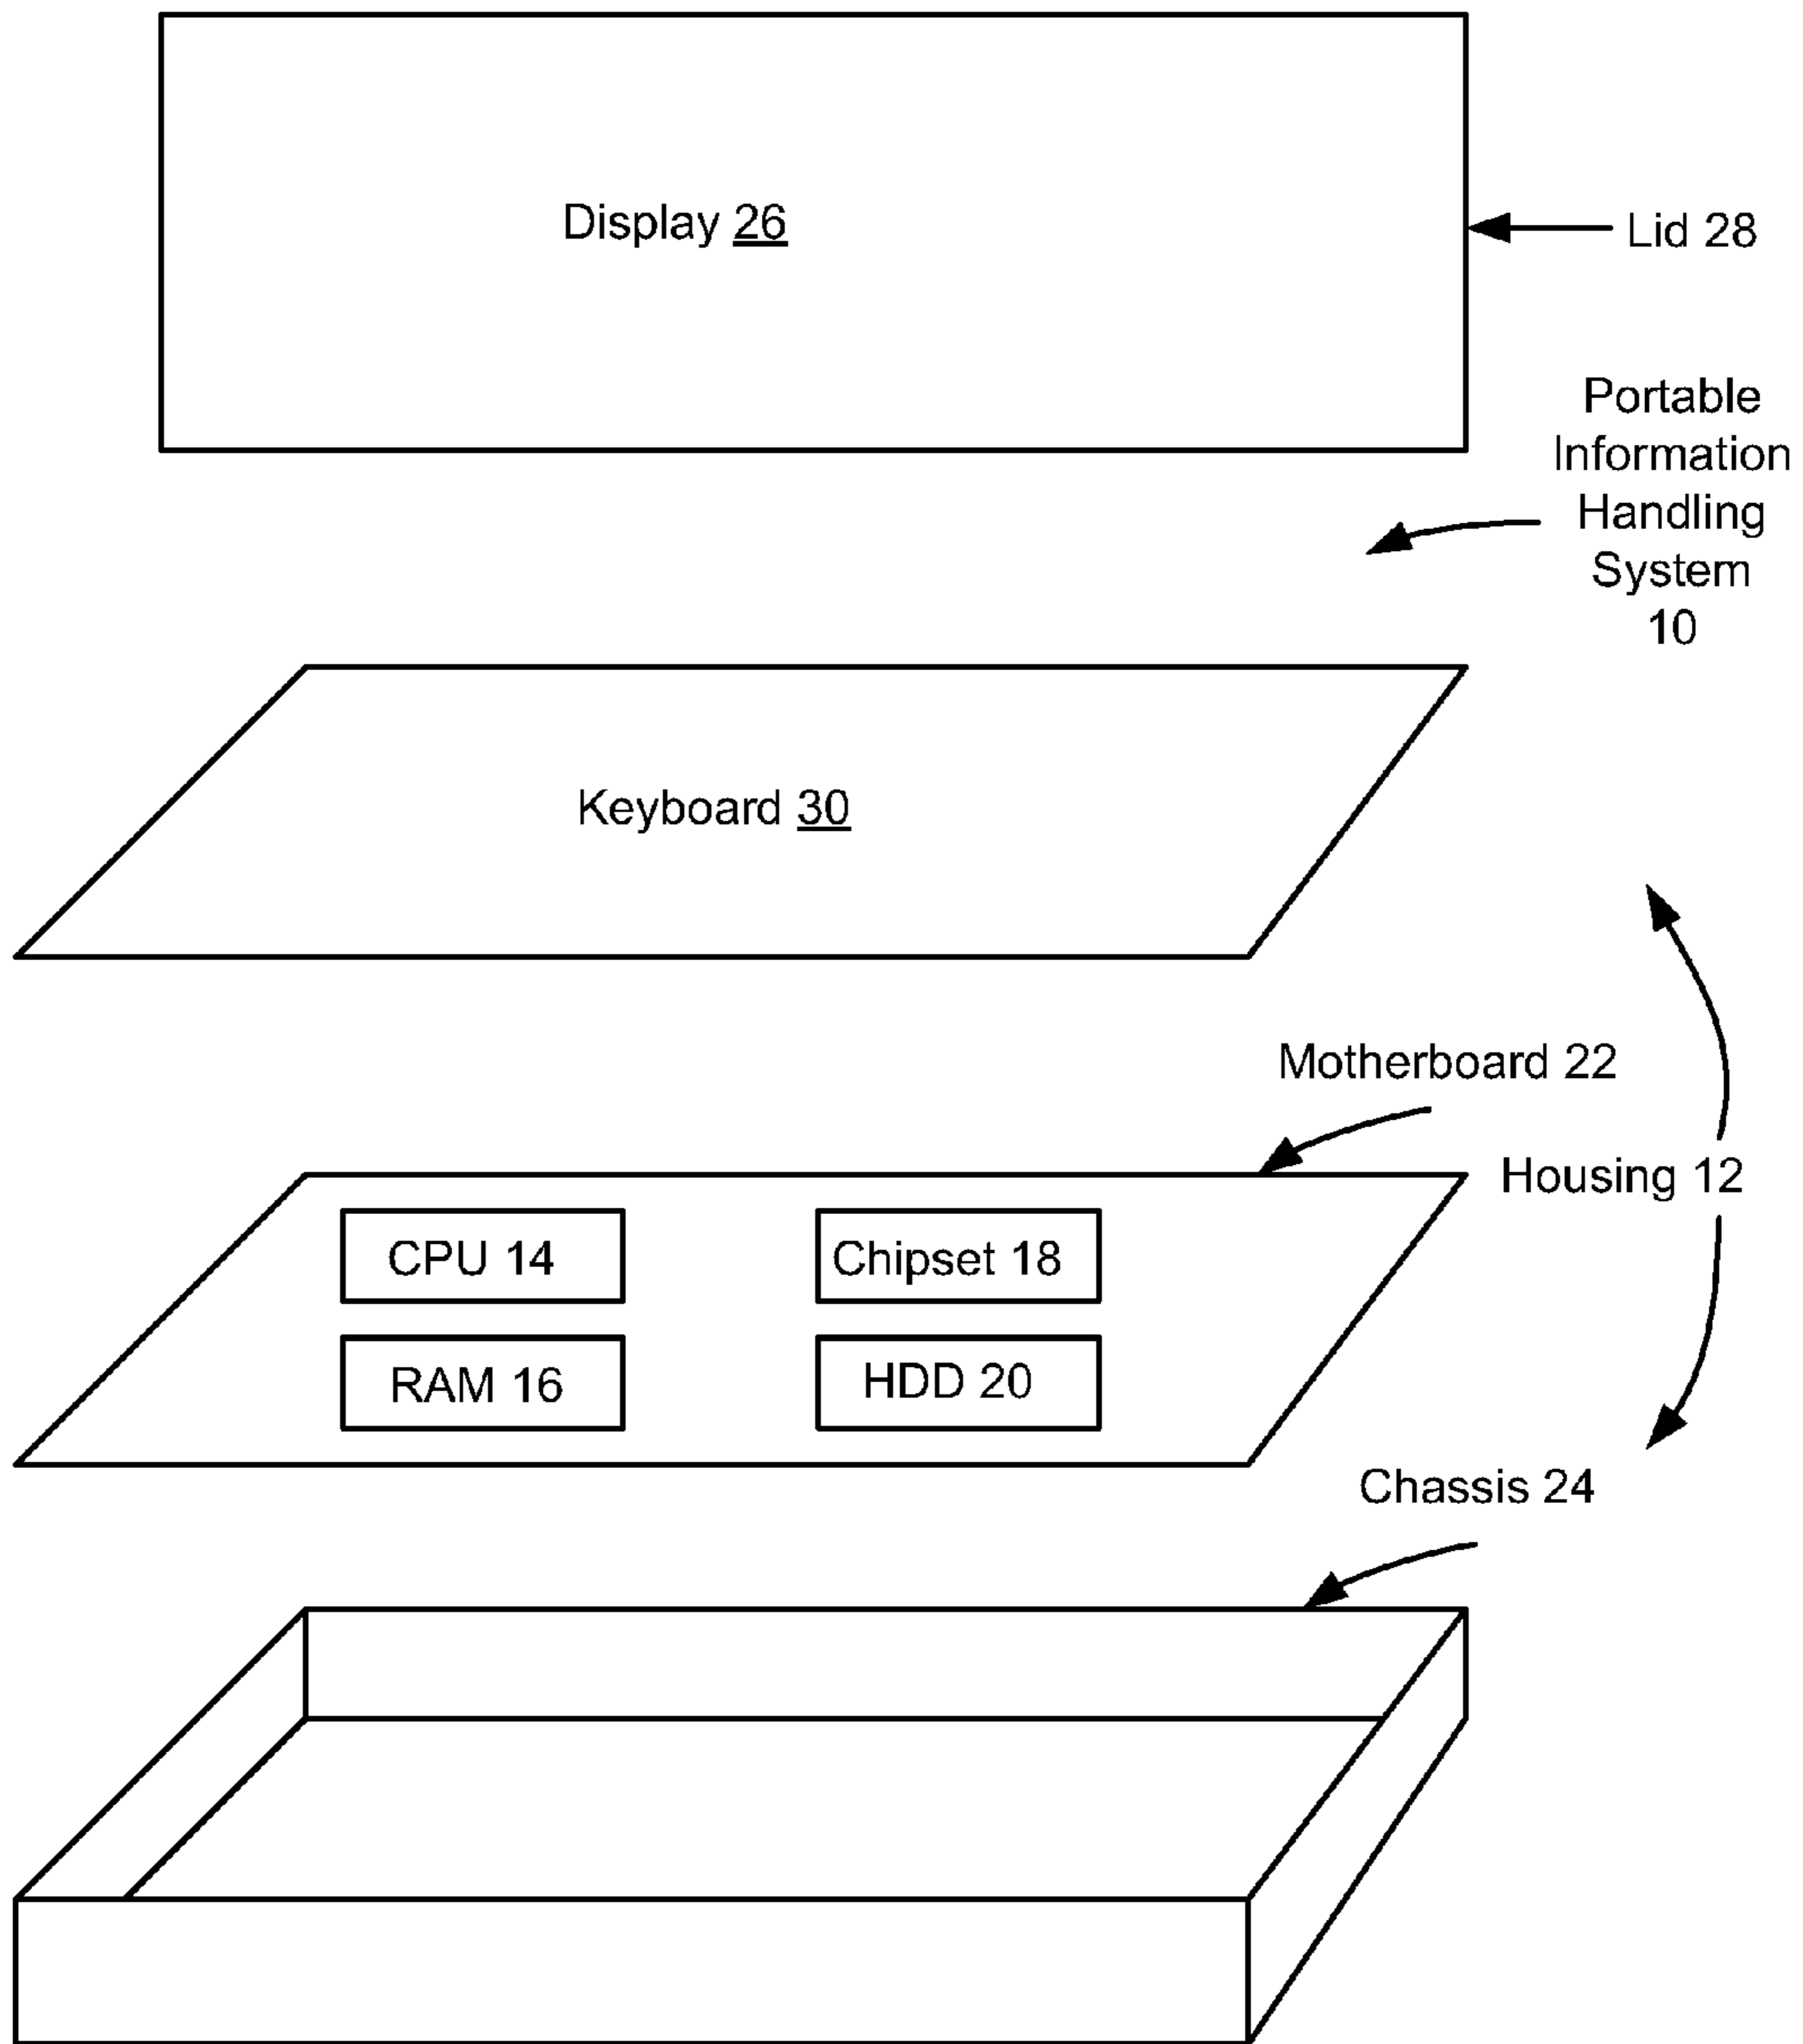 Display 26
Lid 28
Portable
Information
Handling
System
10
Keyboard 30
Motherboard 22
Housing 12
CPU 14
Chipset 18
RAM 16
HDD 20
Chassis 24